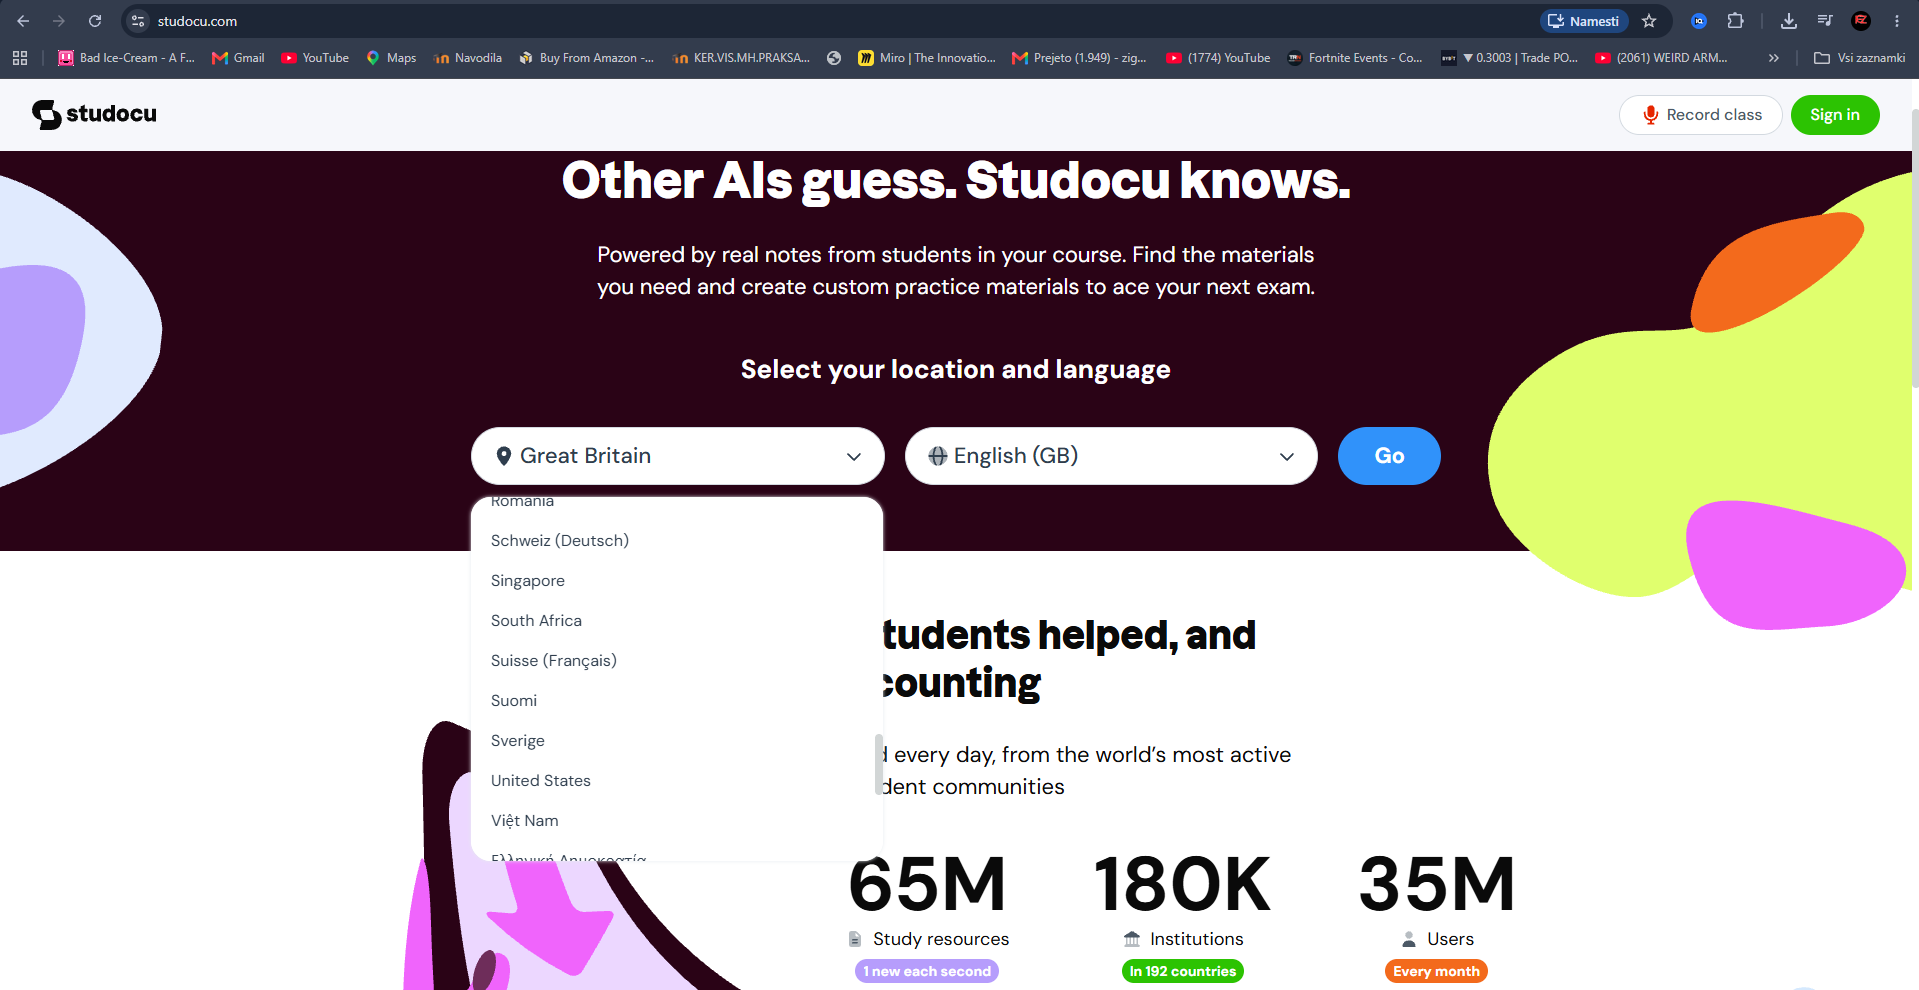 studocu.com
Namesti
Bad Ice-Cream - A F...
Gmail
YouTube
Maps
Navodila
Buy From Amazon -...
KER.VIS.MH.PRAKSA...
Miro | The Innovatio...
Prejeto (1.949) - zig...
(1774) YouTube
Fortnite Events - Co...
▼ 0.3003 | Trade PO...
(2061) WEIRD ARM...
Vsi zaznamki
studocu
Record class
Sign in
Other AIs guess. Studocu knows.
Powered by real notes from students in your course. Find the materials
you need and create custom practice materials to ace your next exam.
Select your location and language
Great Britain
English (GB)
Go
Romania
Schweiz (Deutsch)
Singapore
South Africa
Suisse (Français)
Suomi
Sverige
United States
Việt Nam
Ελληνική Δημοκρατία
tudents helped, and
counting
every day, from the world's most active
dent communities
65M
180K
35M
Study resources
Institutions
Users
1 new each second
In 192 countries
Every month